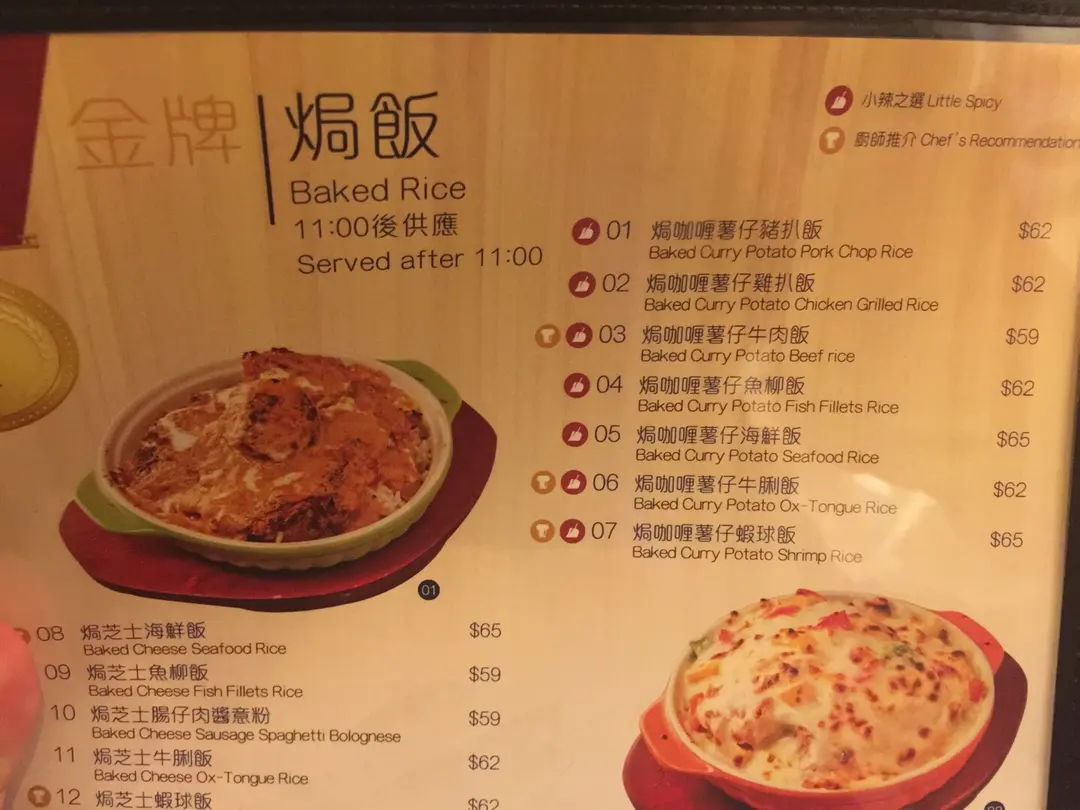 金牌
焗飯
Baked Rice
11:00後供應
Served after 11:00
小辣之選 Little Spicy
廚師推介 Chef's Recommendation
01 焗咖喱薯仔豬扒飯 $62
Baked Curry Potato Pork Chop Rice
02 焗咖喱薯仔雞扒飯 $62
Baked Curry Potato Chicken Grilled Rice
03 焗咖喱薯仔牛肉飯 $59
Baked Curry Potato Beef rice
04 焗咖喱薯仔魚柳飯 $62
Baked Curry Potato Fish Fillets Rice
05 焗咖喱薯仔海鮮飯 $65
Baked Curry Potato Seafood Rice
06 焗咖喱薯仔牛脷飯 $62
Baked Curry Potato Ox-Tongue Rice
07 焗咖喱薯仔蝦球飯 $65
Baked Curry Potato Shrimp Rice
01
08 焗芝士海鮮飯 $65
Baked Cheese Seafood Rice
09 焗芝士魚柳飯 $59
Baked Cheese Fish Fillets Rice
10 焗芝士腸仔肉醬意粉 $59
Baked Cheese Sausage Spaghetti Bolognese
11 焗芝士牛脷飯 $62
Baked Cheese Ox-Tongue Rice
12 焗芝士蝦球飯 $62